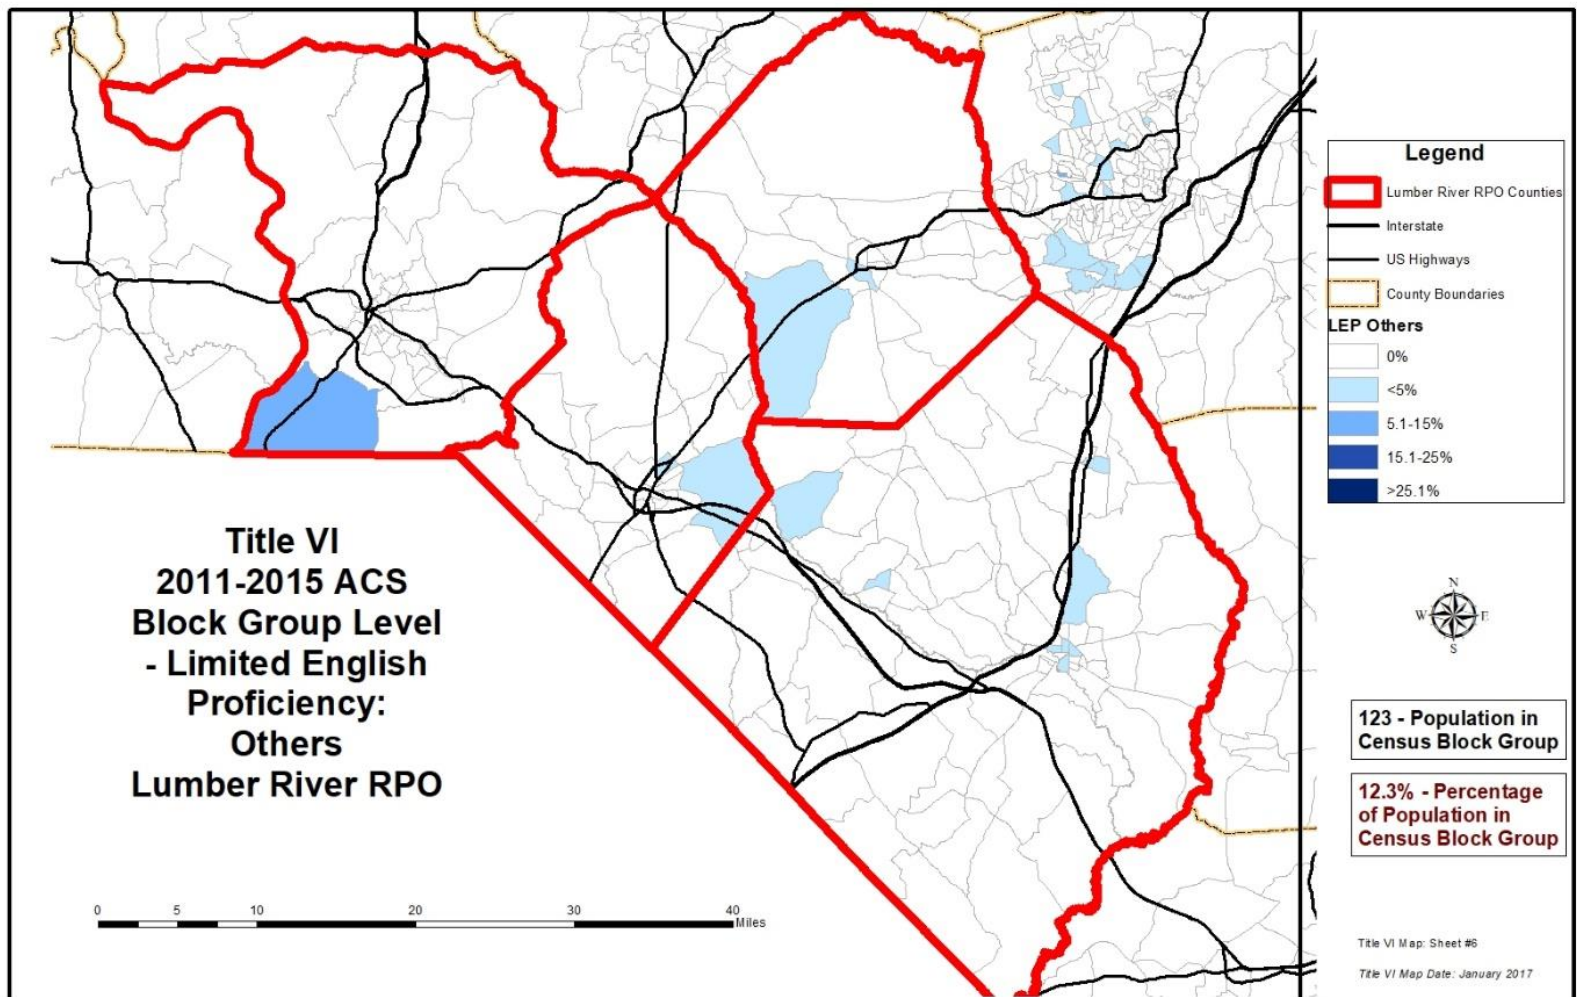 Title VI
2011-2015 ACS
Block Group Level
- Limited English
Proficiency:
Others
Lumber River RPO
0 5 10 20 30 40
Miles
Legend
Lumber River RPO Counties
Interstate
US Highways
County Boundaries
LEP Others
0%
<5%
5.1-15%
15.1-25%
>25.1%
N
W E
S
123 - Population in
Census Block Group
12.3% - Percentage
of Population in
Census Block Group
Title VI Map: Sheet #6
Title VI Map Date: January 2017